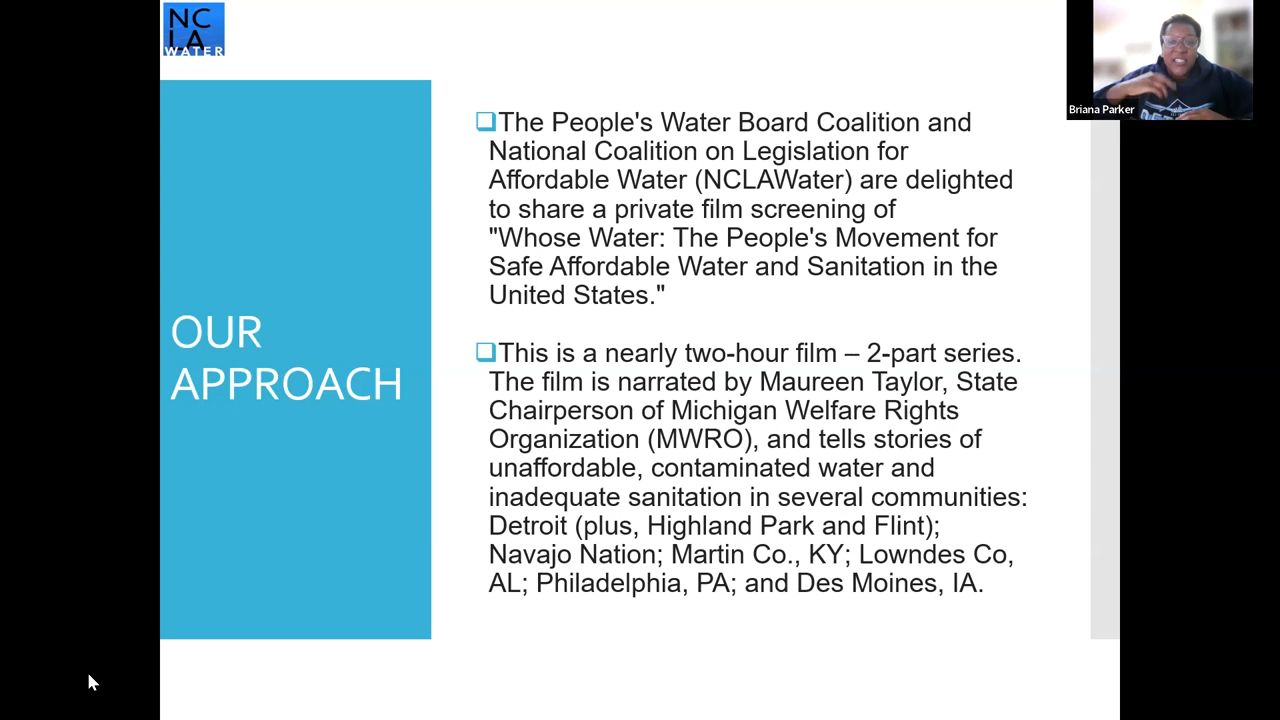 NC
LA
WATER
Briana Parker
OUR
APPROACH
❑The People's Water Board Coalition and
National Coalition on Legislation for
Affordable Water (NCLAWater) are delighted
to share a private film screening of
"Whose Water: The People's Movement for
Safe Affordable Water and Sanitation in the
United States."
❑This is a nearly two-hour film – 2-part series.
The film is narrated by Maureen Taylor, State
Chairperson of Michigan Welfare Rights
Organization (MWRO), and tells stories of
unaffordable, contaminated water and
inadequate sanitation in several communities:
Detroit (plus, Highland Park and Flint);
Navajo Nation; Martin Co., KY; Lowndes Co,
AL; Philadelphia, PA; and Des Moines, IA.